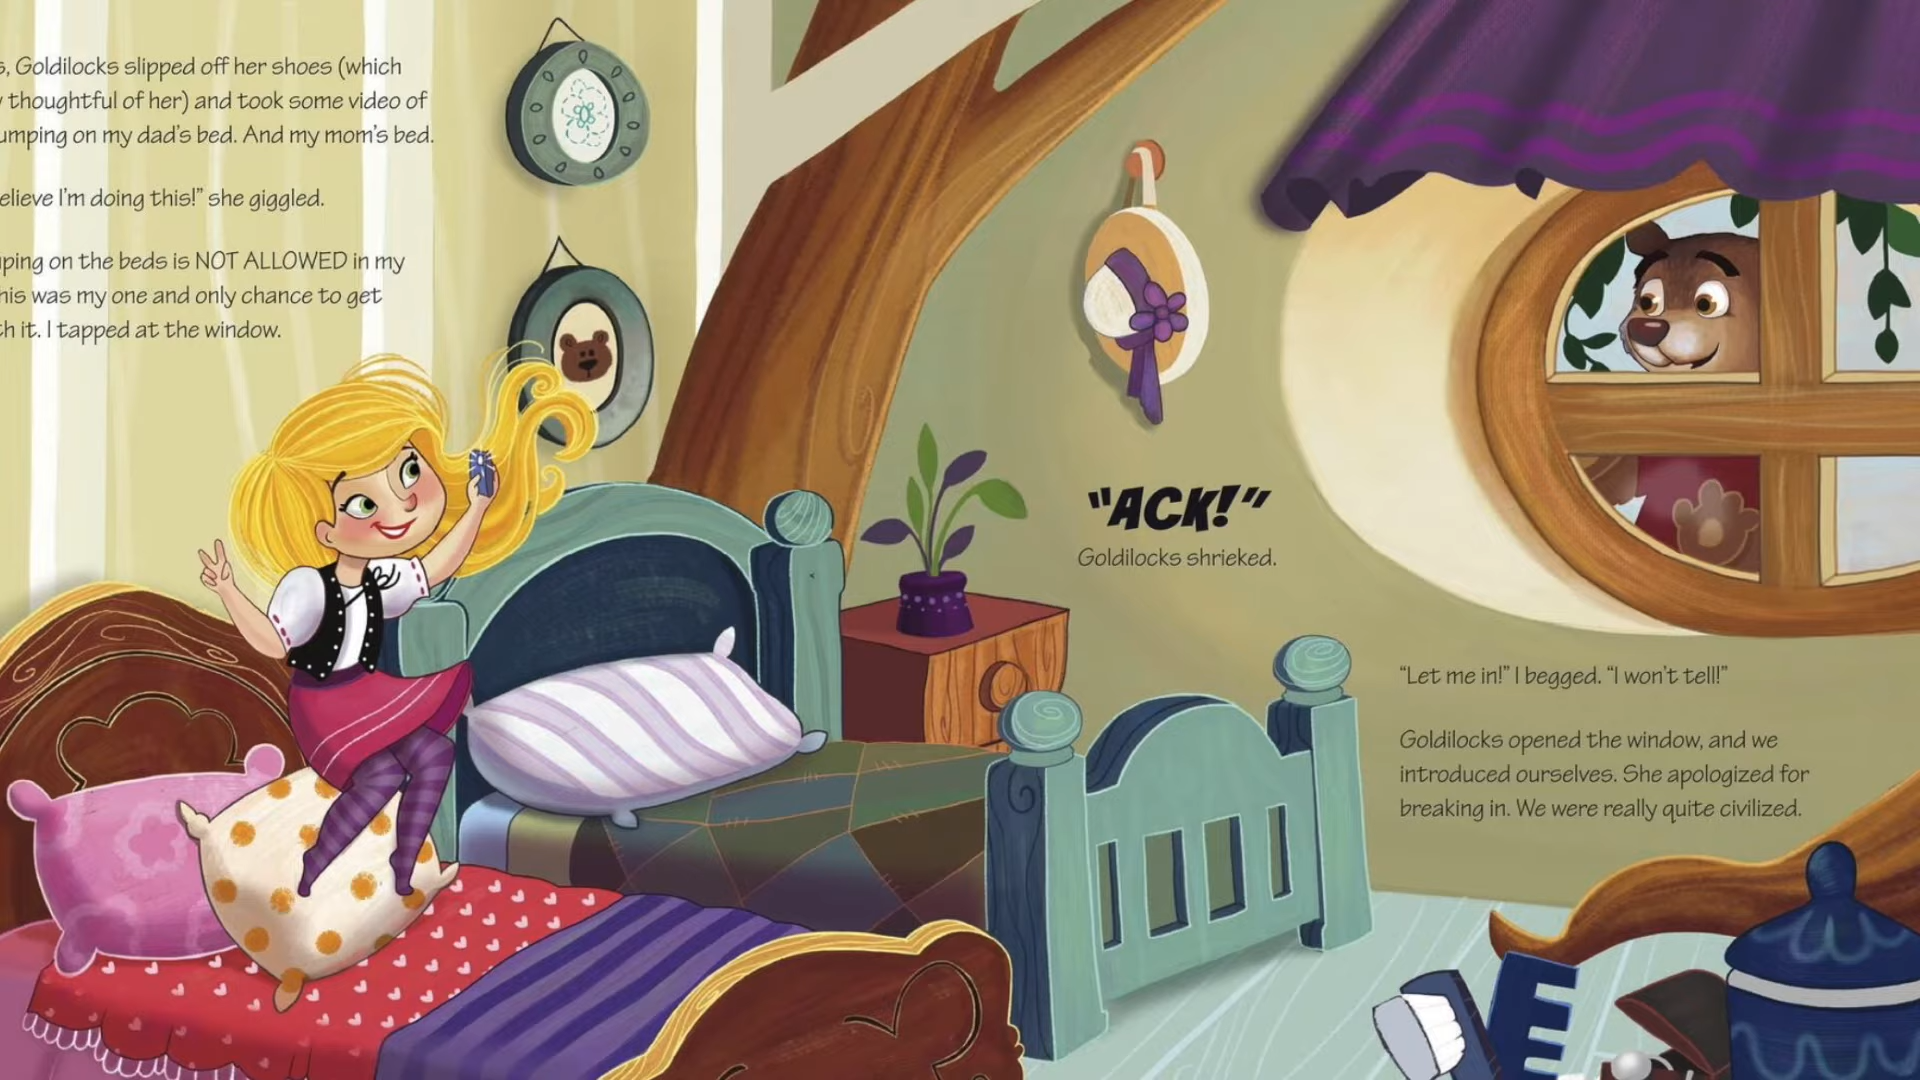 , Goldilocks slipped off her shoes (which
thoughtful of her) and took some video of
umping on my dad's bed. And my mom's bed.
elieve I'm doing this!” she giggled.
ping on the beds is NOT ALLOWED in my
his was my one and only chance to get
th it. I tapped at the window.
“ACK!”
Goldilocks shrieked.
“Let me in!” I begged. “I won't tell!”
Goldilocks opened the window, and we
introduced ourselves. She apologized for
breaking in. We were really quite civilized.